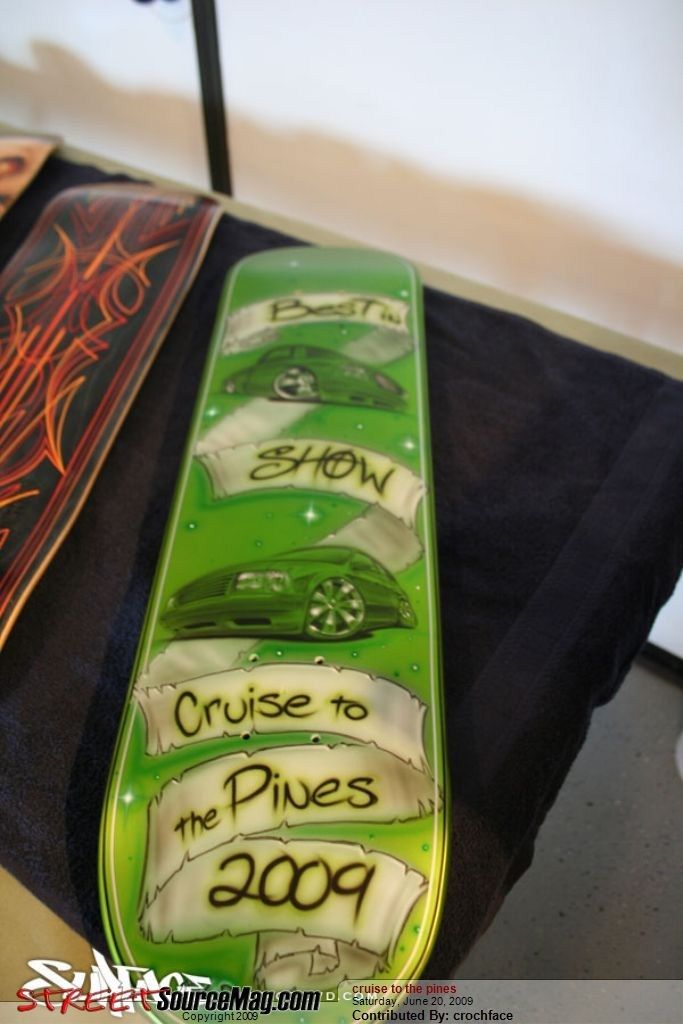 Best in
SHOW
Cruise to
the Pines
2009
SURFACE
STREETSourceMag.com
Copyright 2009
cruise to the pines
Saturday, June 20, 2009
Contributed By: crochface